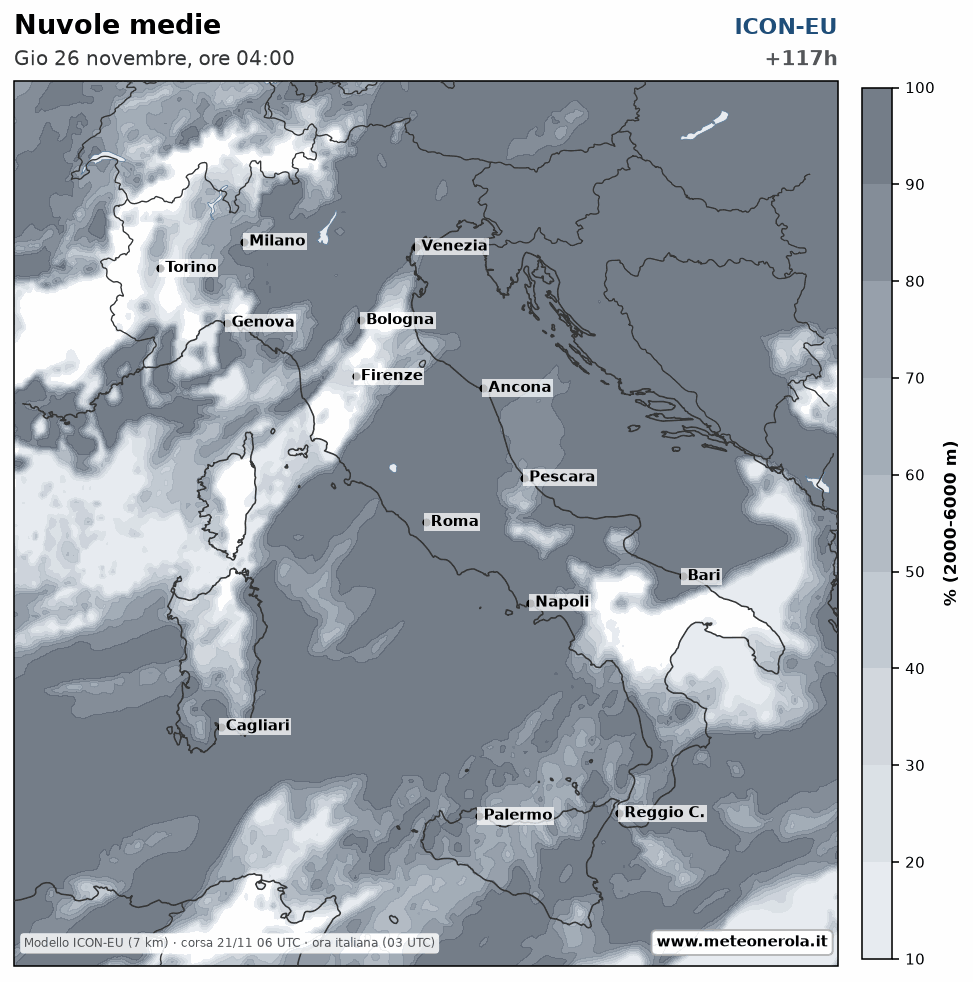 Nuvole medie
ICON-EU
Gio 26 novembre, ore 04:00
+117h
100
90
80
70
60
50
40
30
20
10
% (2000-6000 m)
Milano
Venezia
Torino
Genova
Bologna
Firenze
Ancona
Pescara
Roma
Bari
Napoli
Cagliari
Palermo
Reggio C.
Modello ICON-EU (7 km) · corsa 21/11 06 UTC · ora italiana (03 UTC)
www.meteonerola.it